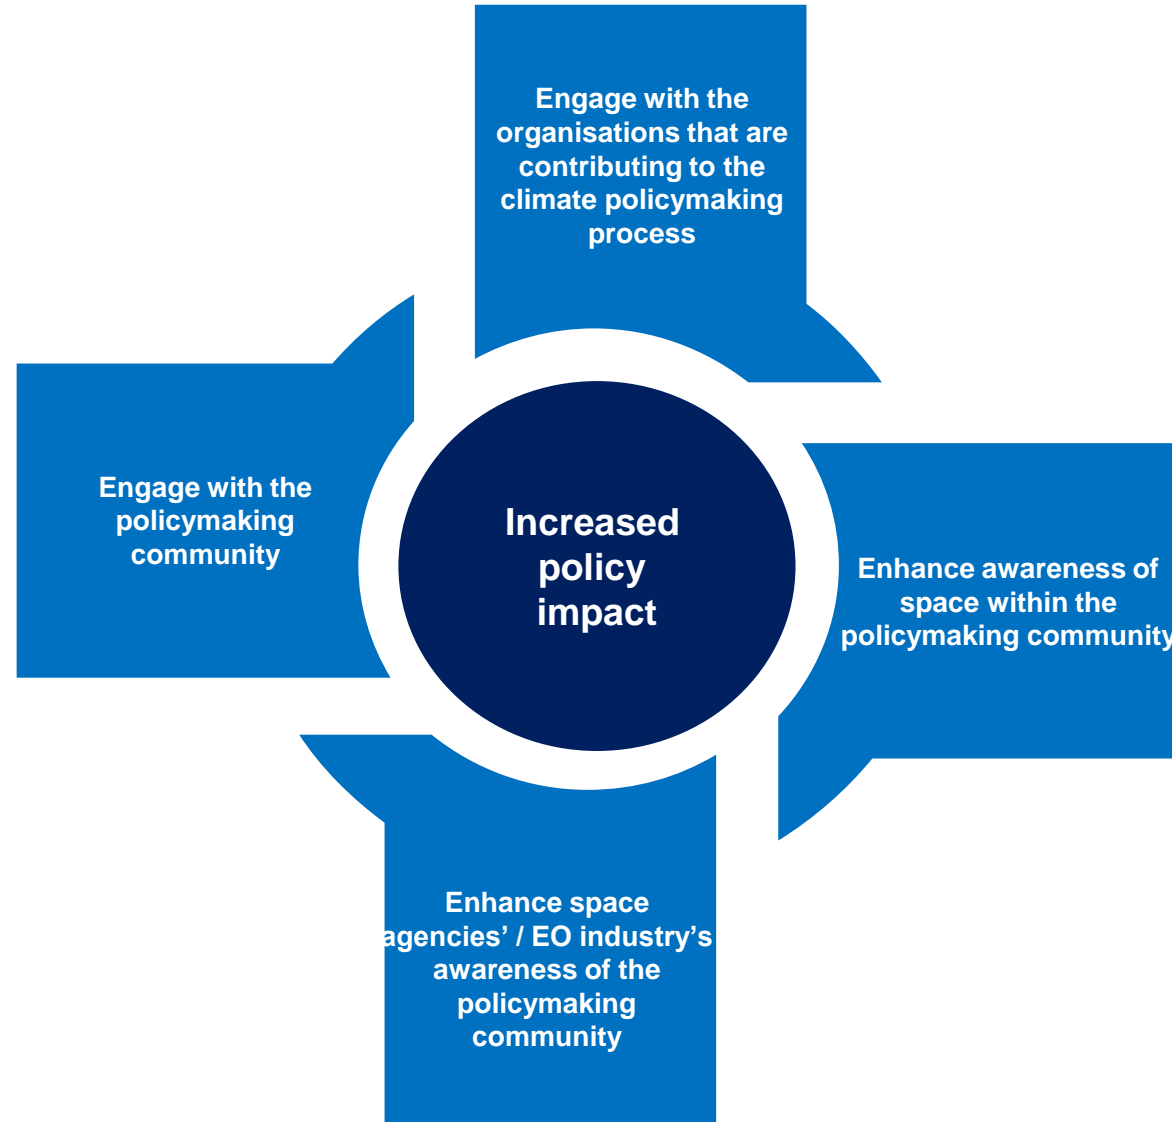 Engage with the
organisations that are
contributing to the
climate policymaking
process
Engage with the
policymaking
community
Increased
policy
impact
Enhance awareness of
space within the
policymaking community
Enhance space
agencies’ / EO industry’s
awareness of the
policymaking
community